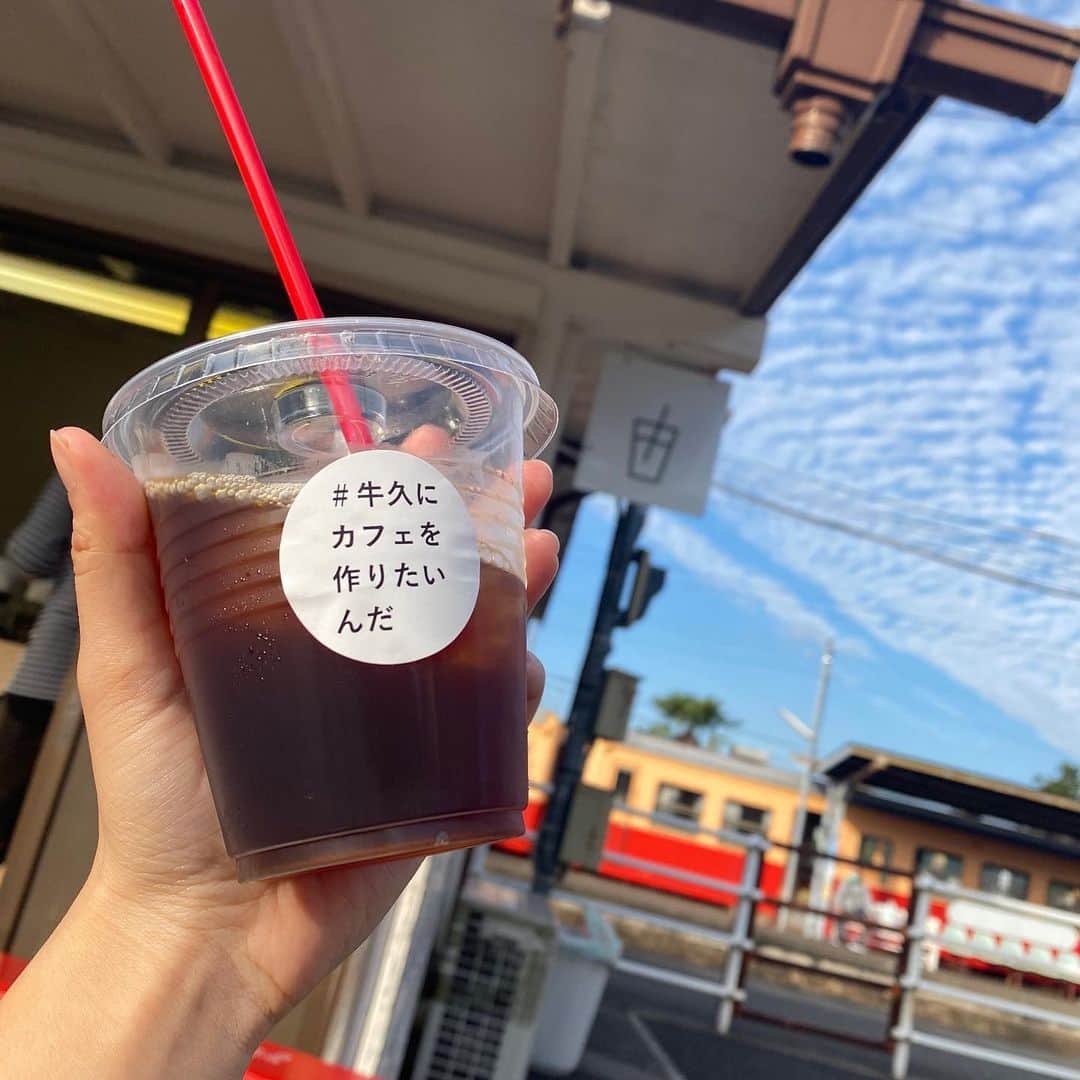 #牛久に
カフェを
作りたい
んだ